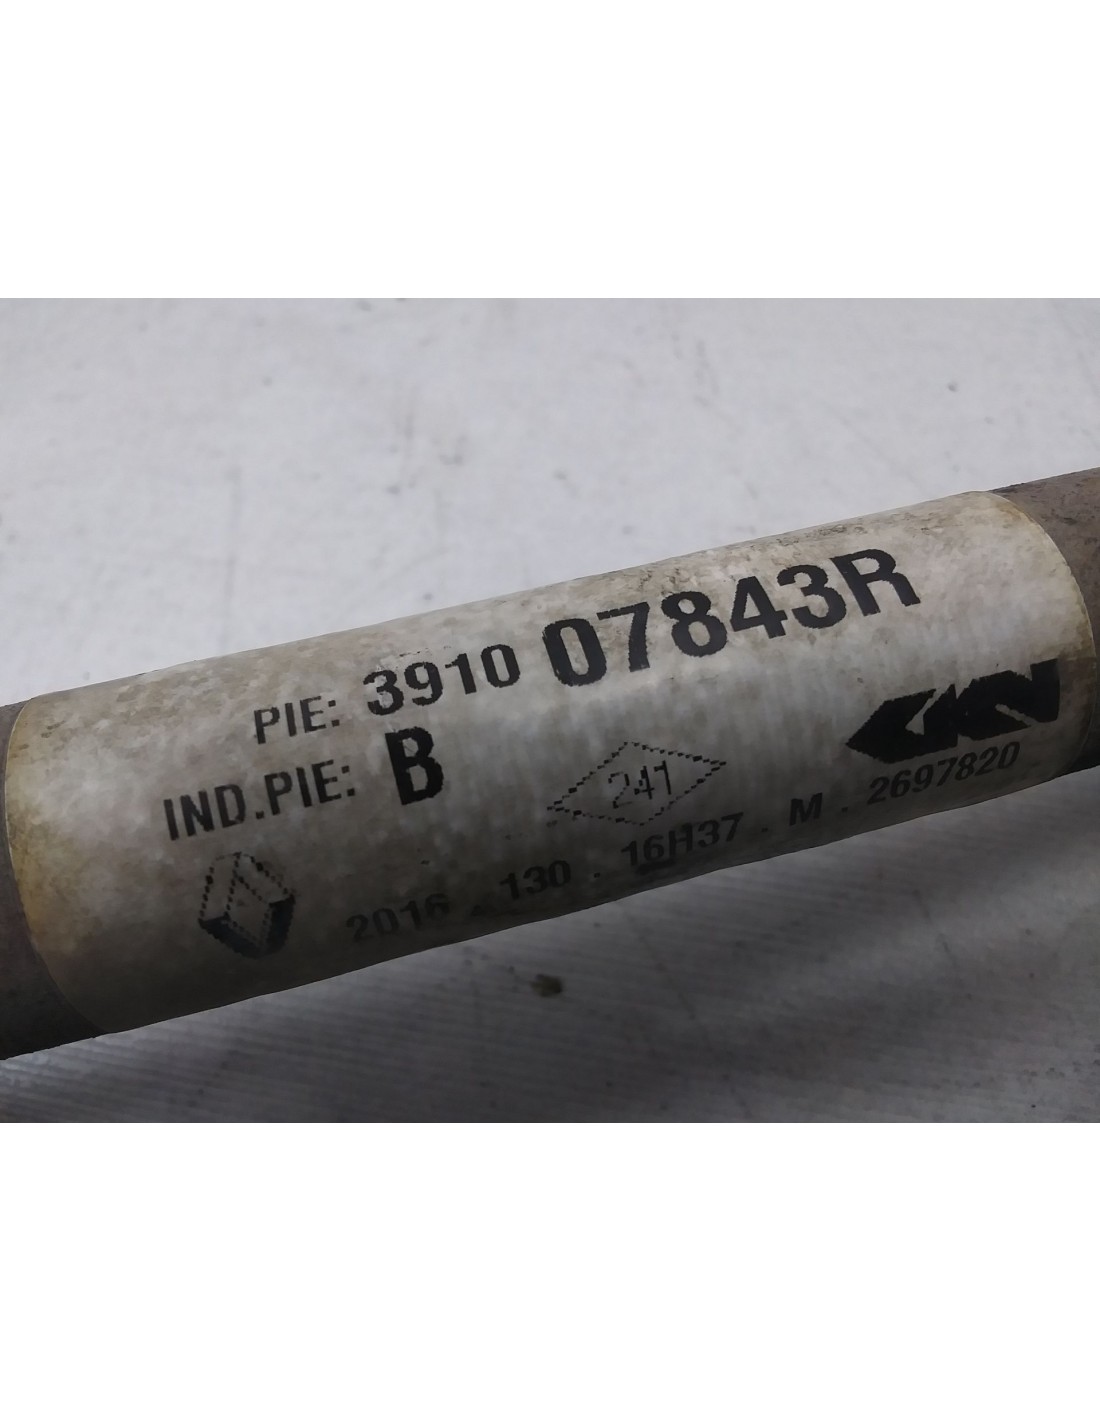 PIE: 3910 07843R
IND.PIE: B
241
GKN
2016 . 130 . 16H37 . M . 2697820